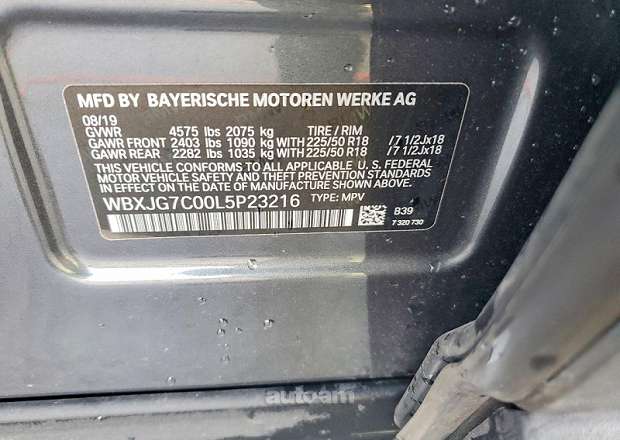 MFD BY BAYERISCHE MOTOREN WERKE AG
08/19
GVWR 4575 lbs 2075 kg TIRE / RIM
GAWR FRONT 2403 lbs 1090 kg WITH 225/50 R18 /7 1/2Jx18
GAWR REAR 2282 lbs 1035 kg WITH 225/50 R18 /7 1/2Jx18
THIS VEHICLE CONFORMS TO ALL APPLICABLE U. S. FEDERAL
MOTOR VEHICLE SAFETY AND THEFT PREVENTION STANDARDS
IN EFFECT ON THE DATE OF MANUFACTURE SHOWN ABOVE.
WBXJG7C00L5P23216 TYPE: MPV
B39
7 320 730
autoam